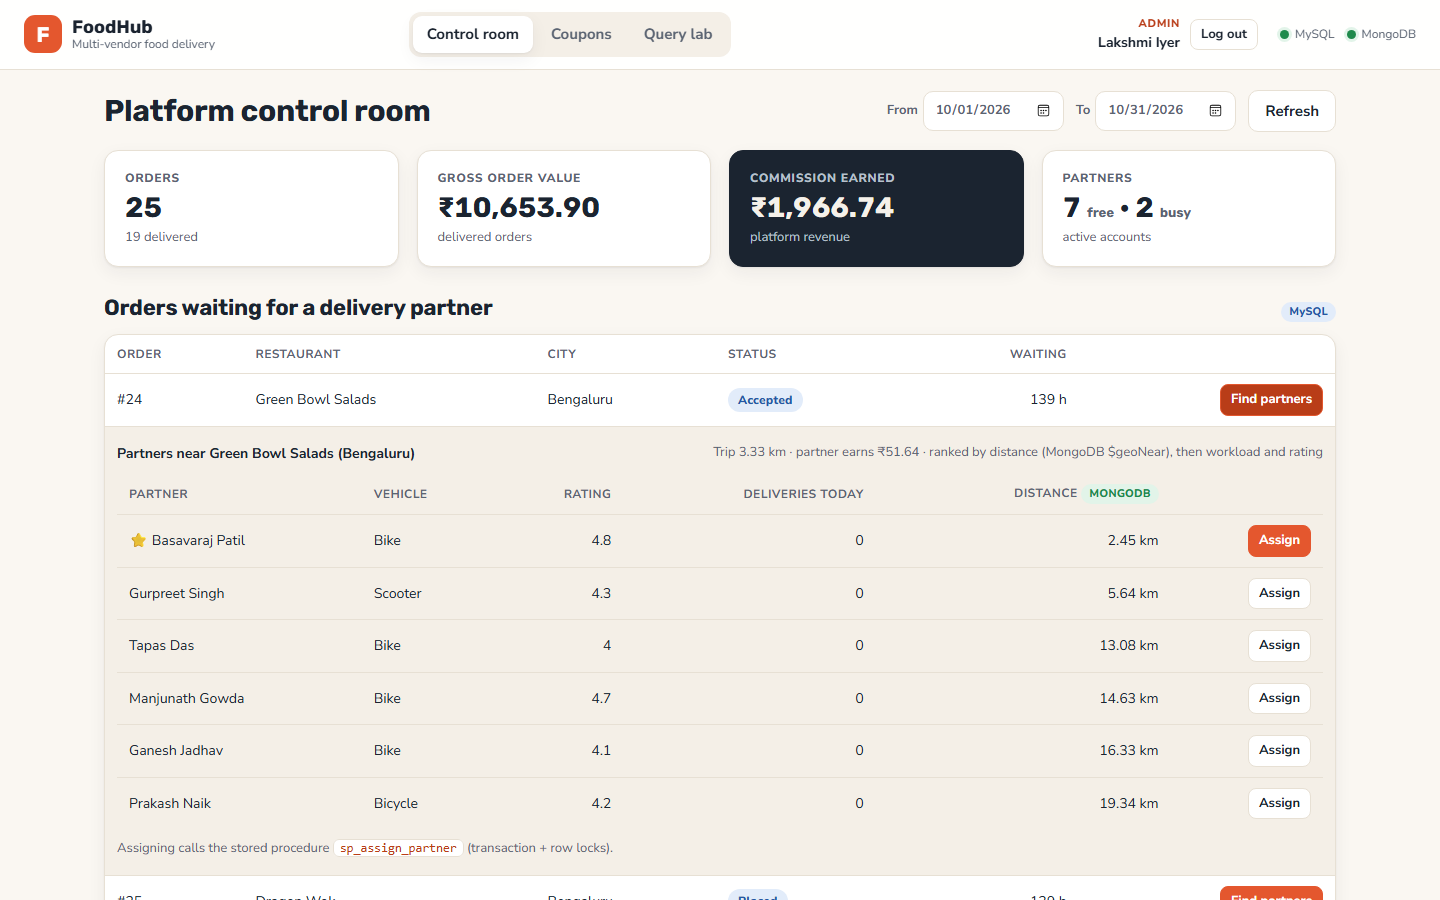 F
FoodHub
Multi-vendor food delivery
Control room
Coupons
Query lab
ADMIN
Lakshmi Iyer
Log out
MySQL
MongoDB
Platform control room
From 10/01/2026 To 10/31/2026 Refresh
ORDERS
25
19 delivered
GROSS ORDER VALUE
₹10,653.90
delivered orders
COMMISSION EARNED
₹1,966.74
platform revenue
PARTNERS
7 free • 2 busy
active accounts
Orders waiting for a delivery partner
MySQL
ORDER RESTAURANT CITY STATUS WAITING
#24 Green Bowl Salads Bengaluru Accepted 139 h Find partners
Partners near Green Bowl Salads (Bengaluru)
Trip 3.33 km · partner earns ₹51.64 · ranked by distance (MongoDB $geoNear), then workload and rating
PARTNER VEHICLE RATING DELIVERIES TODAY DISTANCE MONGODB
Basavaraj Patil Bike 4.8 0 2.45 km Assign
Gurpreet Singh Scooter 4.3 0 5.64 km Assign
Tapas Das Bike 4 0 13.08 km Assign
Manjunath Gowda Bike 4.7 0 14.63 km Assign
Ganesh Jadhav Bike 4.1 0 16.33 km Assign
Prakash Naik Bicycle 4.2 0 19.34 km Assign
Assigning calls the stored procedure sp_assign_partner (transaction + row locks).
#25 Dragon Wok Bengaluru Placed 139 h Find partners